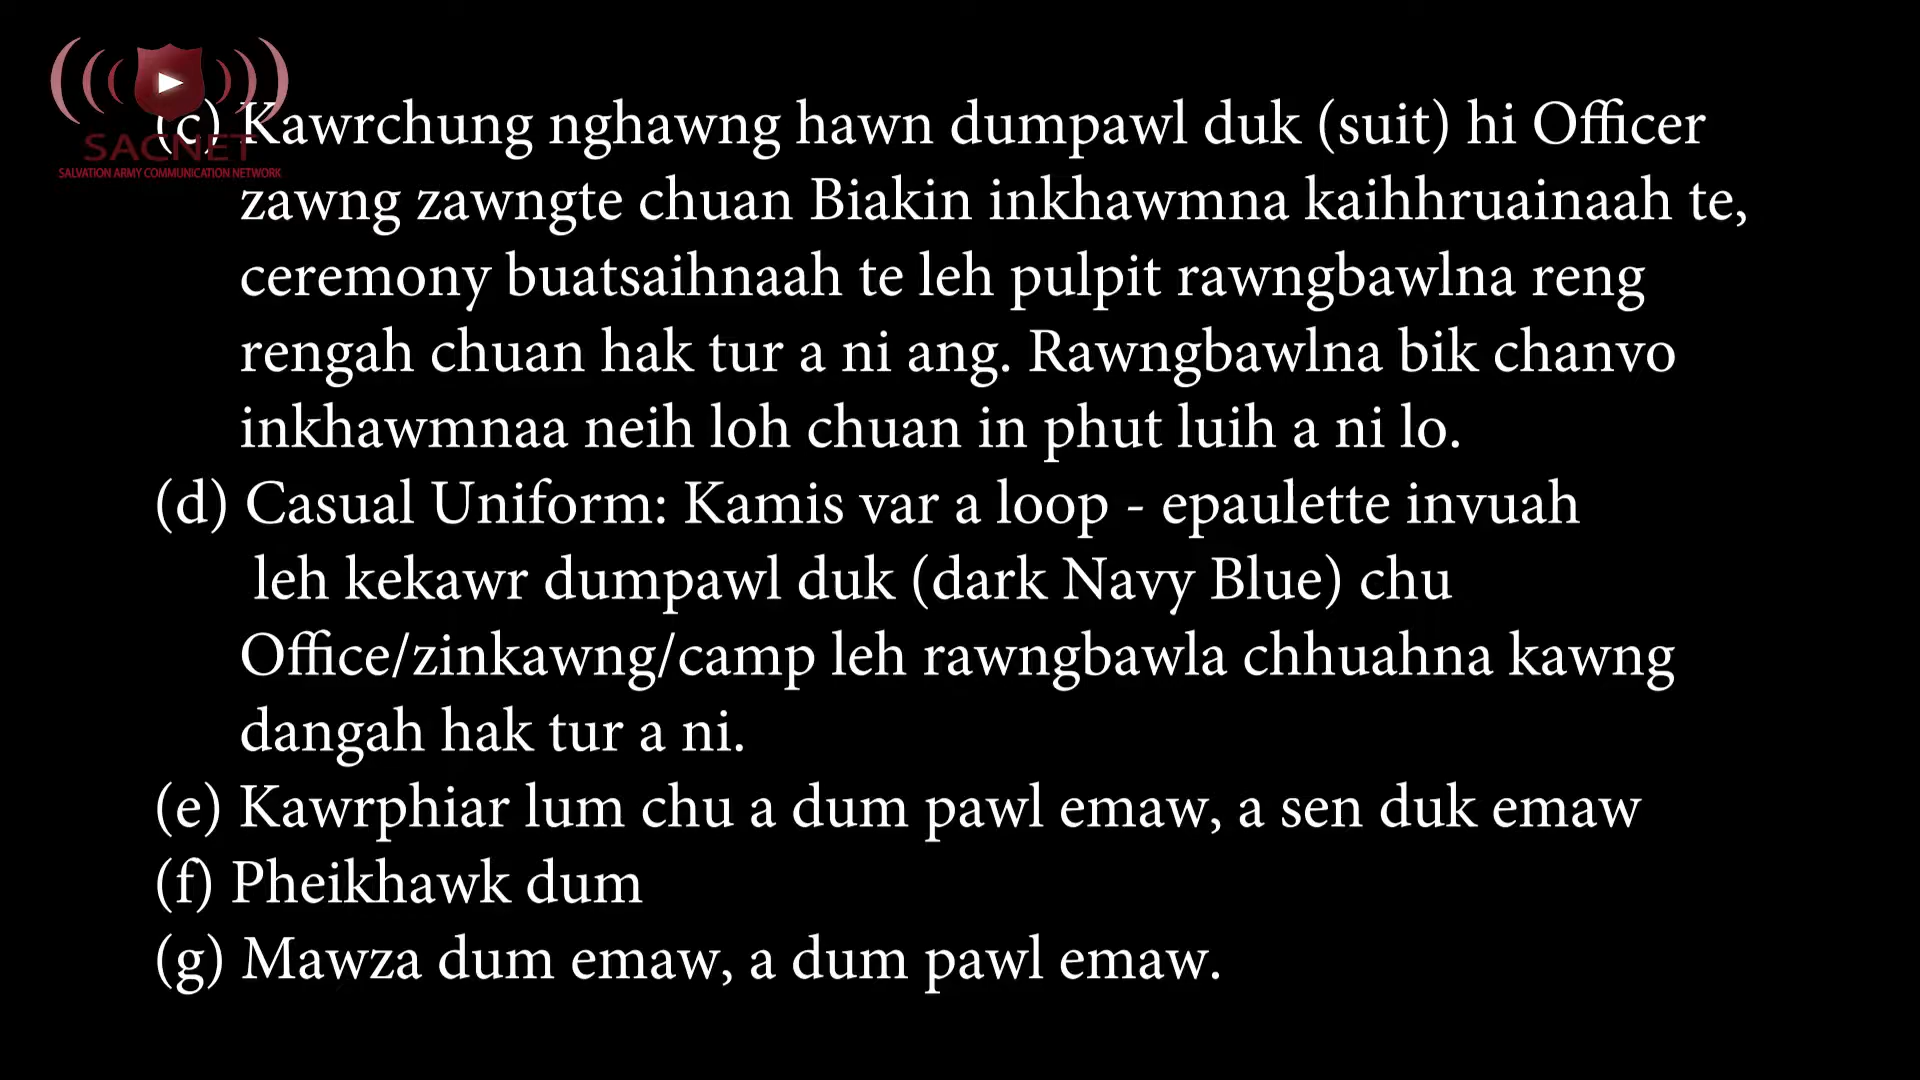 (c) Kawrchung nghawng hawn dumpawl duk (suit) hi Officer
SACNET
SALVATION ARMY COMMUNICATION NETWORK
zawng zawngte chuan Biakin inkhawmna kaihhruainaah te,
ceremony buatsaihnaah te leh pulpit rawngbawlna reng
rengah chuan hak tur a ni ang. Rawngbawlna bik chanvo
inkhawmnaa neih loh chuan in phut luih a ni lo.
(d) Casual Uniform: Kamis var a loop - epaulette invuah
leh kekawr dumpawl duk (dark Navy Blue) chu
Office/zinkawng/camp leh rawngbawla chhuahna kawng
dangah hak tur a ni.
(e) Kawrphiar lum chu a dum pawl emaw, a sen duk emaw
(f) Pheikhawk dum
(g) Mawza dum emaw, a dum pawl emaw.